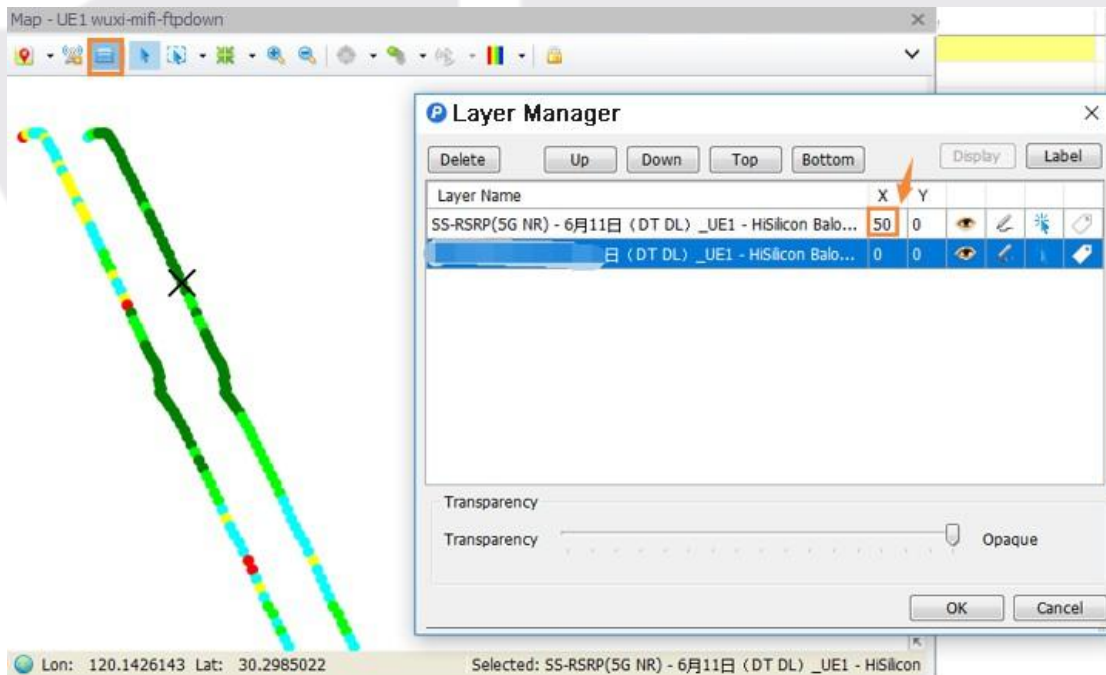 Map - UE1 wuxi-mifi-ftpdown
Layer Manager
Delete Up Down Top Bottom Display Label
Layer Name X Y
SS-RSRP(5G NR) - 6月11日（DT DL）_UE1 - HiSilicon Balo... 50 0
日（DT DL）_UE1 - HiSilicon Balo... 0 0
Transparency
Transparency Opaque
OK Cancel
Lon: 120.1426143 Lat: 30.2985022 Selected: SS-RSRP(5G NR) - 6月11日（DT DL）_UE1 - HiSilicon